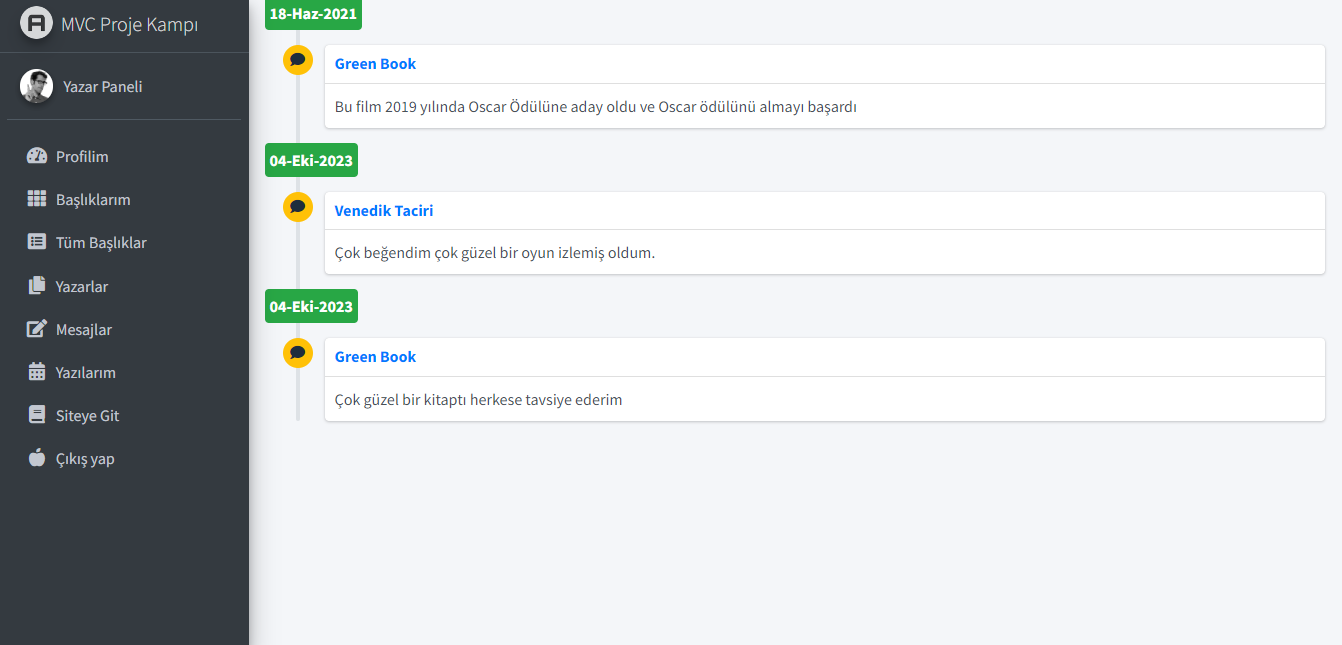 MVC Proje Kampı
Yazar Paneli
Profilim
Başlıklarım
Tüm Başlıklar
Yazarlar
Mesajlar
Yazılarım
Siteye Git
Çıkış yap
18-Haz-2021
Green Book
Bu film 2019 yılında Oscar Ödülüne aday oldu ve Oscar ödülünü almayı başardı
04-Eki-2023
Venedik Taciri
Çok beğendim çok güzel bir oyun izlemiş oldum.
04-Eki-2023
Green Book
Çok güzel bir kitaptı herkese tavsiye ederim